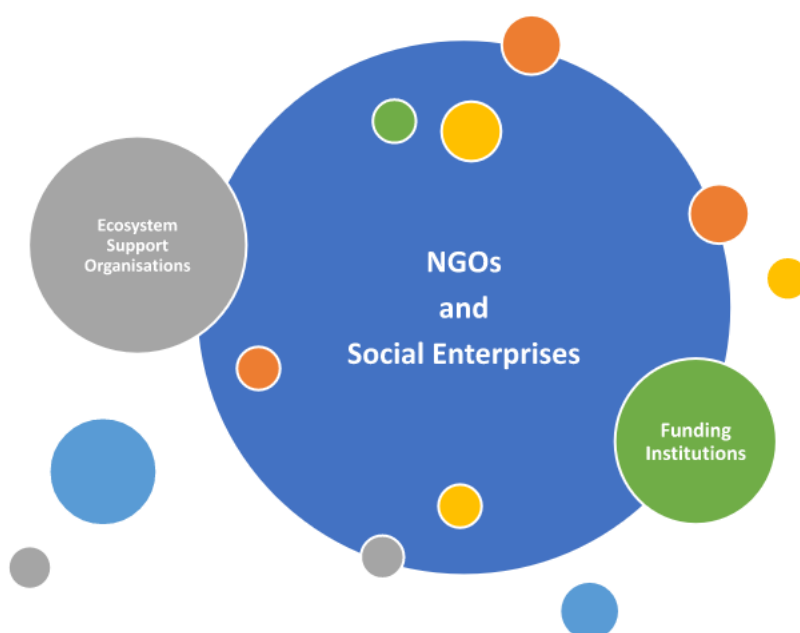 Ecosystem
Support
Organisations
NGOs
and
Social Enterprises
Funding
Institutions